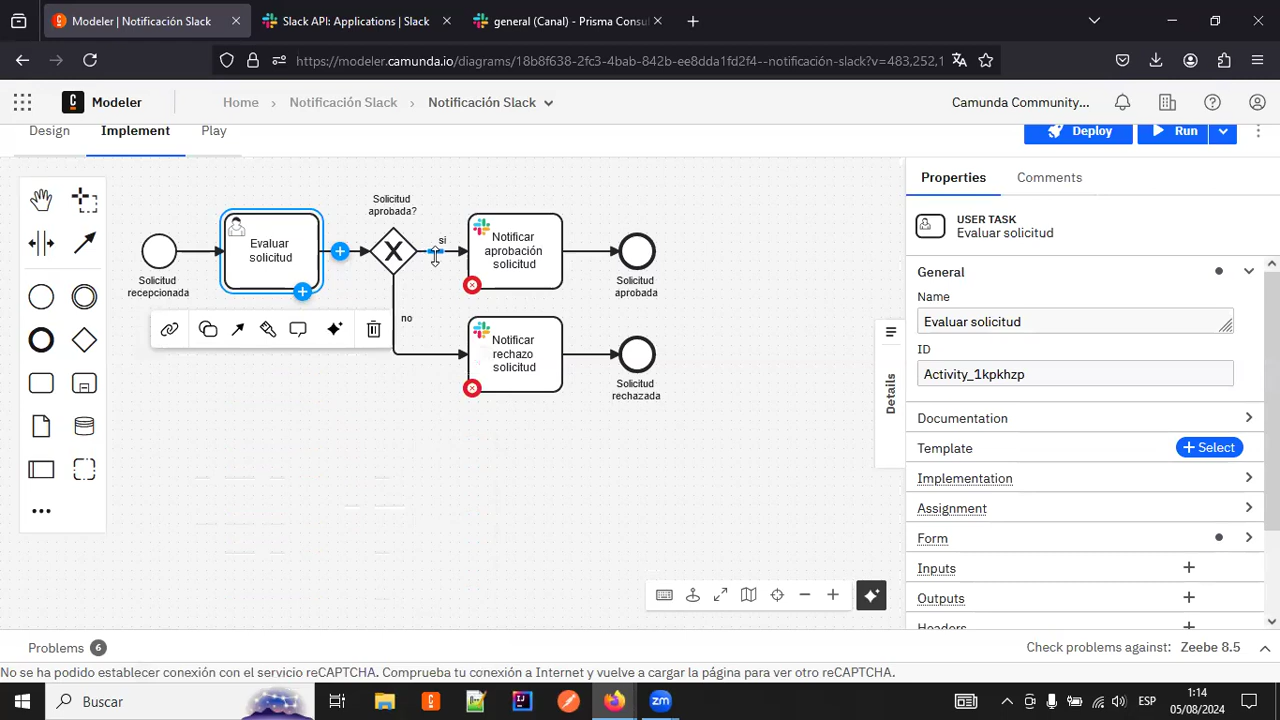 Modeler | Notificación Slack
Slack API: Applications | Slack
general (Canal) - Prisma Consul
https://modeler.camunda.io/diagrams/18b8f638-2fc3-4bab-842b-ee8dda1fd2f4--notificación-slack?v=483,252,1
Modeler
Home
Notificación Slack
Notificación Slack
Camunda Community...
Design
Implement
Play
Deploy
Run
Solicitud
aprobada?
Evaluar
solicitud
si
Notificar
aprobación
solicitud
Solicitud
recepcionada
Solicitud
aprobada
no
Notificar
rechazo
solicitud
Solicitud
rechazada
Properties
Comments
USER TASK
Evaluar solicitud
General
Name
Evaluar solicitud
ID
Activity_1kpkhzp
Documentation
Template
Select
Implementation
Assignment
Form
Inputs
Outputs
Headers
Details
Problems 6
Check problems against: Zeebe 8.5
No se ha podido establecer conexión con el servicio reCAPTCHA. Comprueba tu conexión a Internet y vuelve a cargar la página para ver otro reCAPTCHA.
Buscar
zm
ESP
1:14
05/08/2024